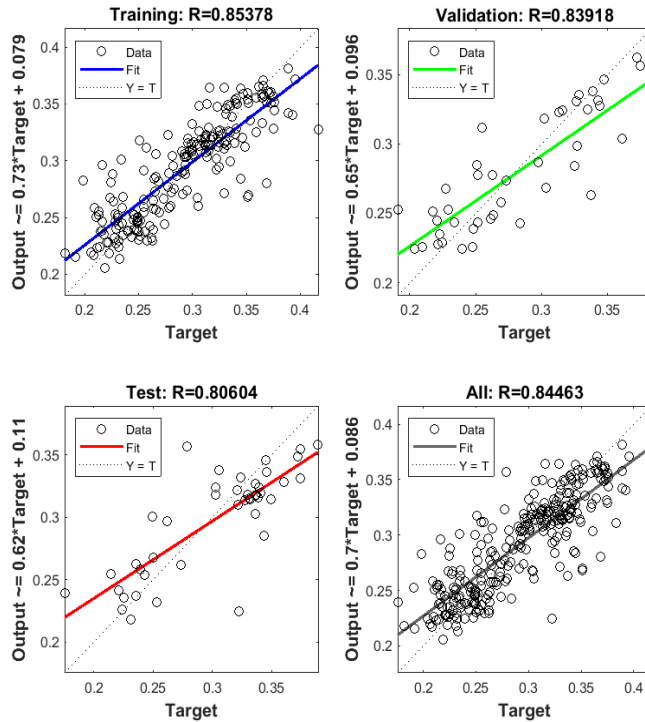 Training: R=0.85378
Output ~= 0.73*Target + 0.079
0.4
0.35
0.3
0.25
0.2
Data
Fit
Y = T
0.2 0.25 0.3 0.35 0.4
Target
Validation: R=0.83918
Output ~= 0.65*Target + 0.096
0.35
0.3
0.25
0.2
Data
Fit
Y = T
0.2 0.25 0.3 0.35
Target
Test: R=0.80604
Output ~= 0.62*Target + 0.11
0.35
0.3
0.25
0.2
Data
Fit
Y = T
0.2 0.25 0.3 0.35
Target
All: R=0.84463
Output ~= 0.7*Target + 0.086
0.4
0.35
0.3
0.25
0.2
Data
Fit
Y = T
0.2 0.25 0.3 0.35 0.4
Target